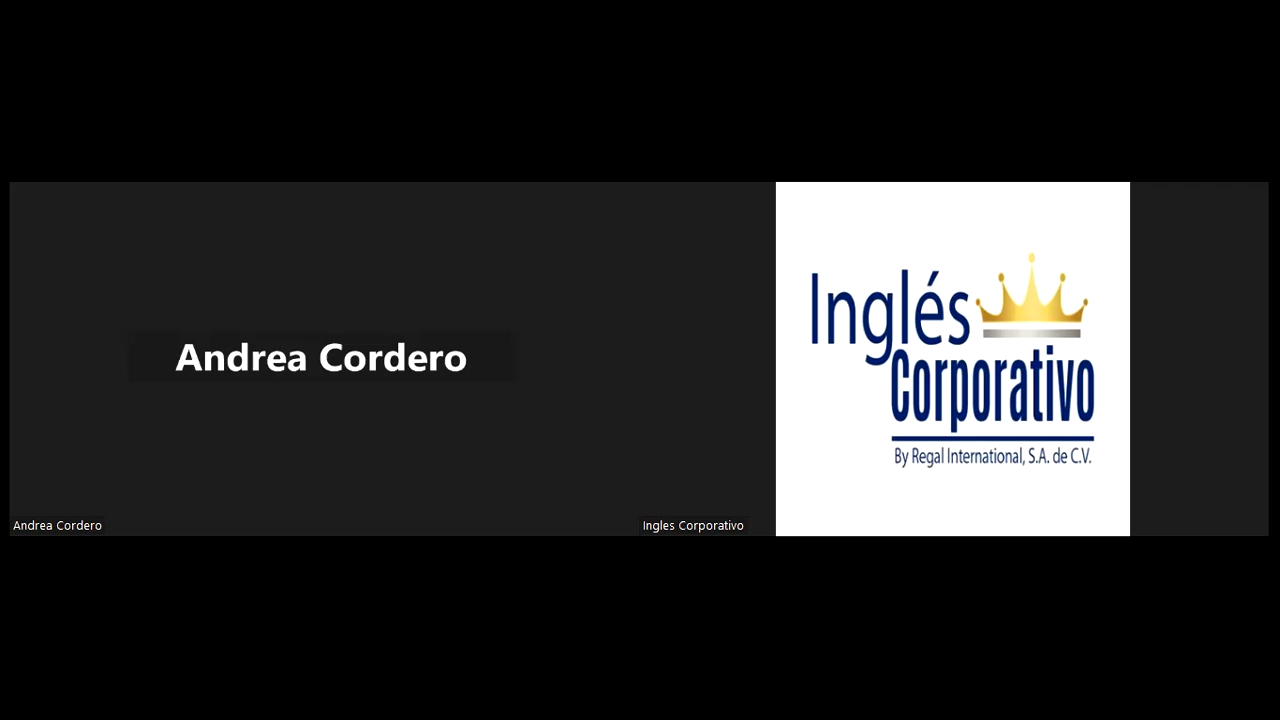 Andrea Cordero
Andrea Cordero
Inglés
Corporativo
By Regal International, S.A. de C.V.
Ingles Corporativo